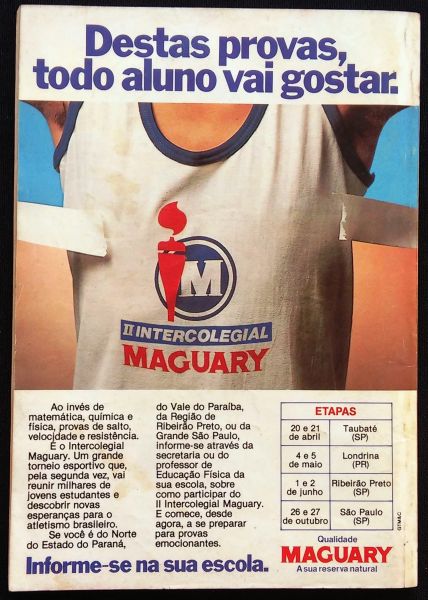 Destas provas,
todo aluno vai gostar.
M
II INTERCOLEGIAL
MAGUARY
Ao invés de
matemática, química e
física, provas de salto,
velocidade e resistência.
É o Intercolegial
Maguary. Um grande
torneio esportivo que,
pela segunda vez, vai
reunir milhares de
jovens estudantes e
descobrir novas
esperanças para o
atletismo brasileiro.
Se você é do Norte
do Estado do Paraná,
do Vale do Paraíba,
da Região de
Ribeirão Preto, ou da
Grande São Paulo,
informe-se através da
secretaria ou do
professor de
Educação Física da
sua escola, sobre
como participar do
II Intercolegial Maguary.
E comece, desde
agora, a se preparar
para provas
emocionantes.
ETAPAS
20 e 21 de abril Taubaté (SP)
4 e 5 de maio Londrina (PR)
1 e 2 de junho Ribeirão Preto (SP)
26 e 27 de outubro São Paulo (SP)
GTM&C
Informe-se na sua escola.
Qualidade
MAGUARY
A sua reserva natural